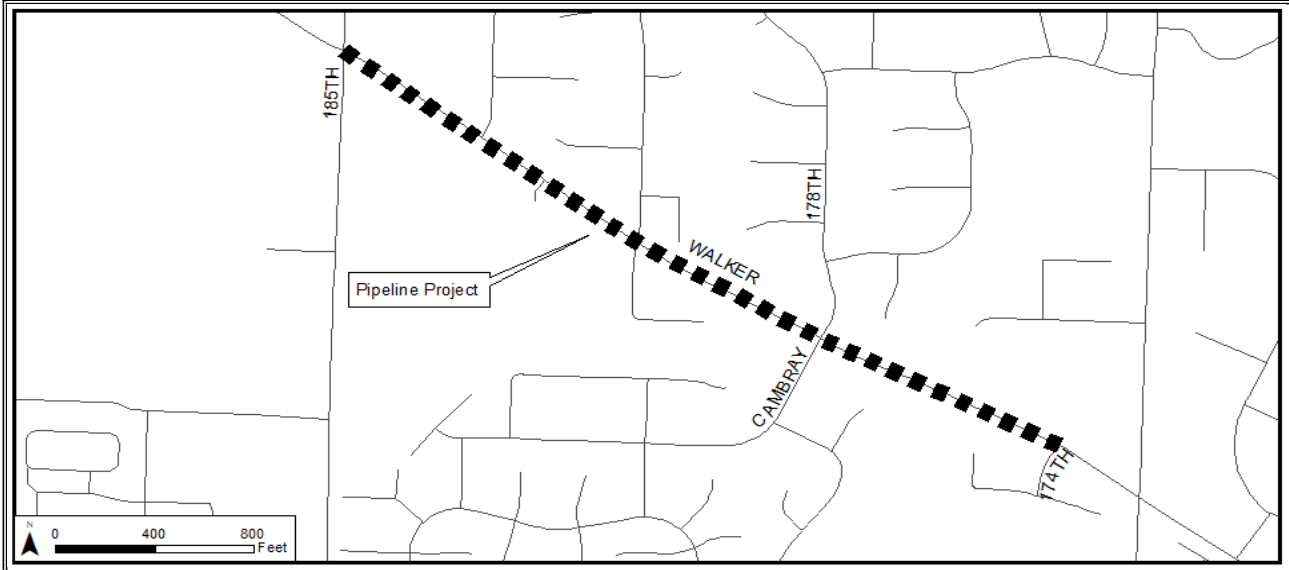 185TH
178TH
WALKER
Pipeline Project
CAMBRAY
174TH
N
0 400 800
Feet